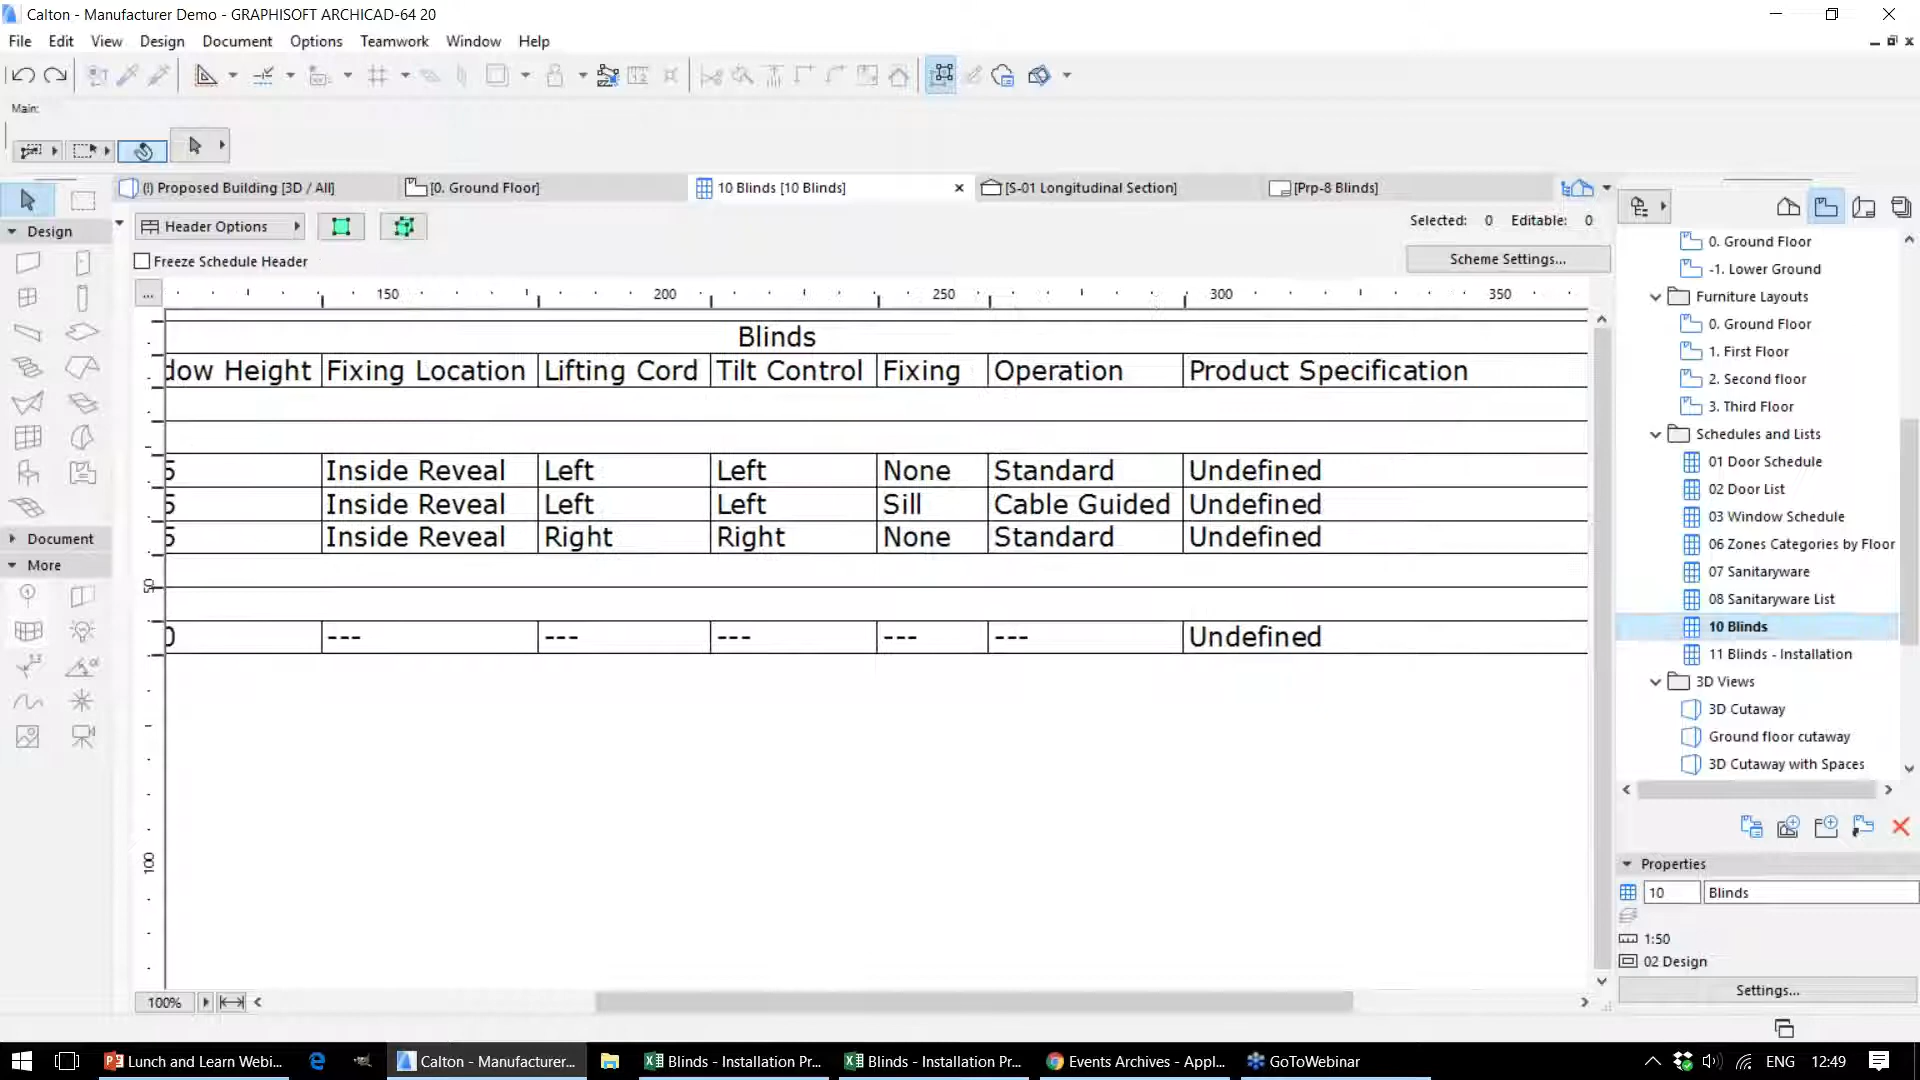 Calton - Manufacturer Demo - GRAPHISOFT ARCHICAD-64 20
File Edit View Design Document Options Teamwork Window Help
Main:
(!) Proposed Building [3D / All] [0. Ground Floor] 10 Blinds [10 Blinds] [S-01 Longitudinal Section] [Prp-8 Blinds]
Header Options Selected: 0 Editable: 0
Freeze Schedule Header Scheme Settings...
... 150 200 250 300 350
Blinds
dow Height Fixing Location Lifting Cord Tilt Control Fixing Operation Product Specification
5 Inside Reveal Left Left None Standard Undefined
5 Inside Reveal Left Left Sill Cable Guided Undefined
5 Inside Reveal Right Right None Standard Undefined
0 --- --- --- --- --- Undefined
50
100
100%
Design
Document
More
0. Ground Floor
-1. Lower Ground
Furniture Layouts
0. Ground Floor
1. First Floor
2. Second floor
3. Third Floor
Schedules and Lists
01 Door Schedule
02 Door List
03 Window Schedule
06 Zones Categories by Floor
07 Sanitaryware
08 Sanitaryware List
10 Blinds
11 Blinds - Installation
3D Views
3D Cutaway
Ground floor cutaway
3D Cutaway with Spaces
Properties
10 Blinds
1:50
02 Design
Settings...
Lunch and Learn Webi... Calton - Manufacturer... Blinds - Installation Pr... Blinds - Installation Pr... Events Archives - Appl... GoToWebinar ENG 12:49